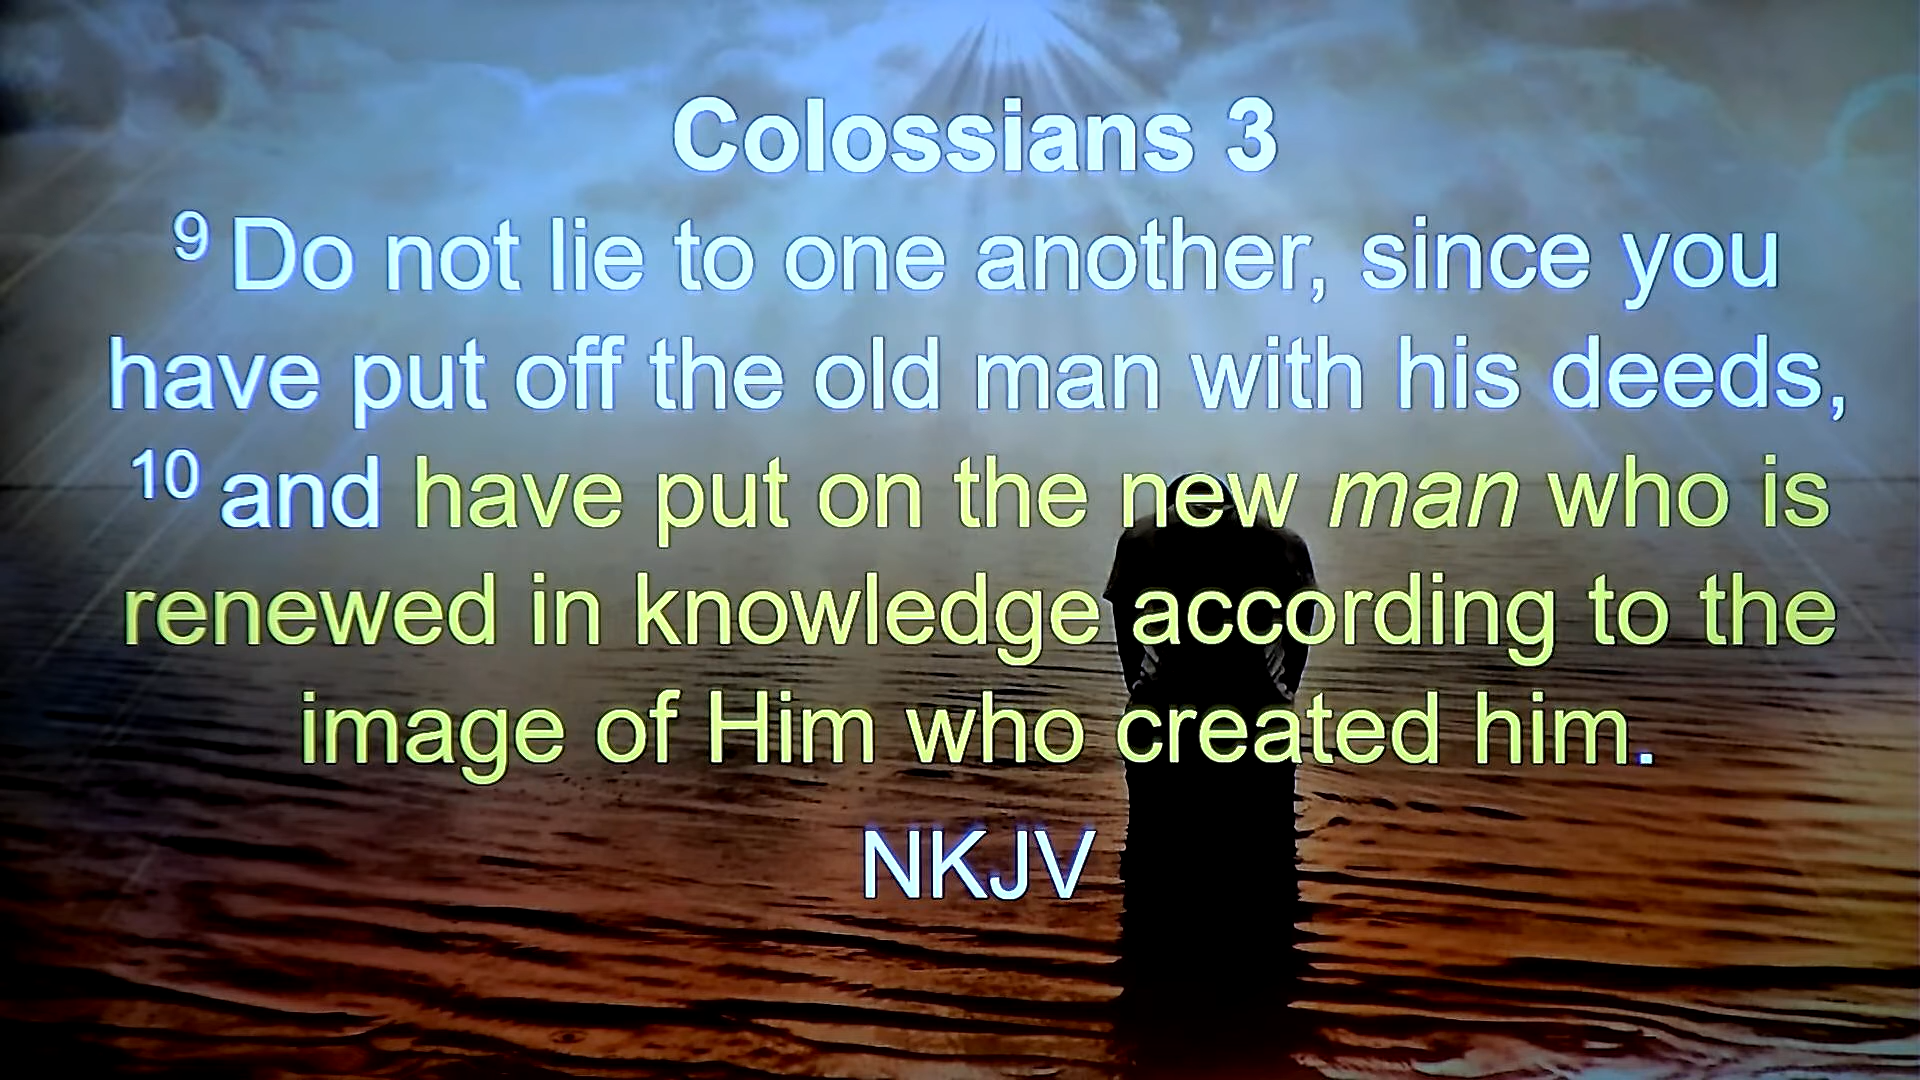 Colossians 3
9 Do not lie to one another, since you
have put off the old man with his deeds,
10 and have put on the new man who is
renewed in knowledge according to the
image of Him who created him.
NKJV